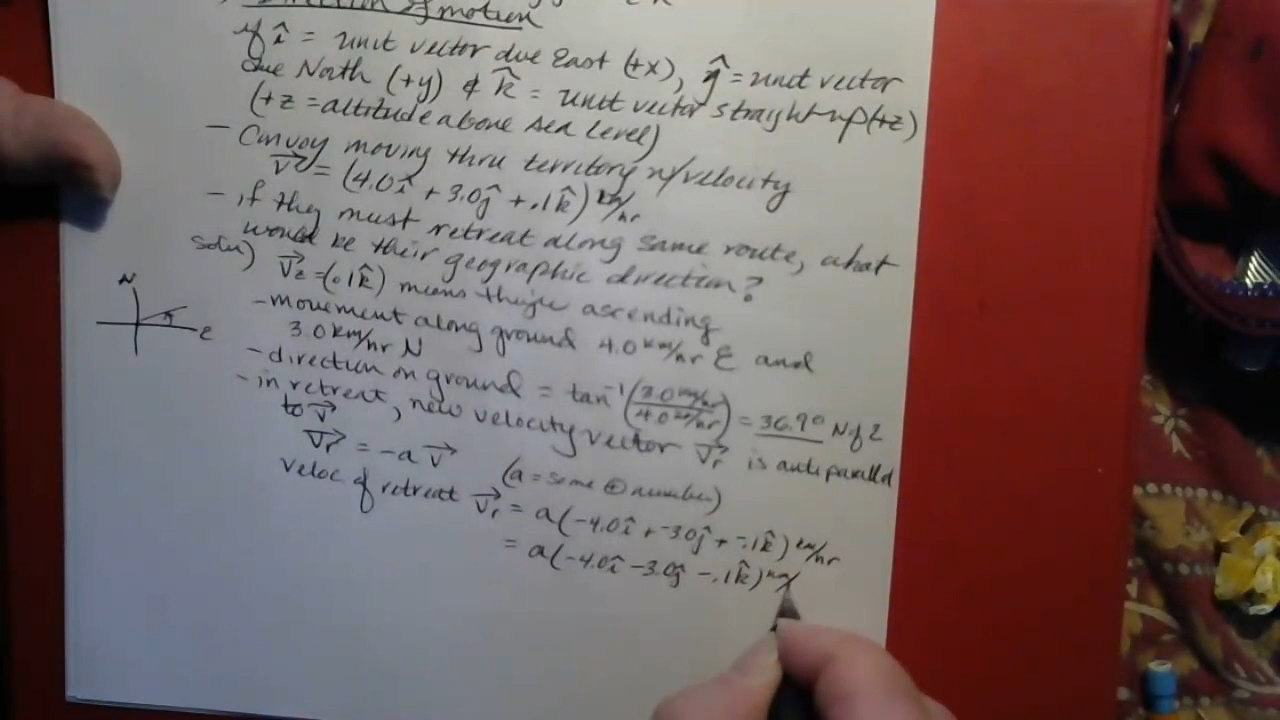 Direction of motion
if î = unit vector due East (+x), ĵ = unit vector
due North (+y) & k̂ = unit vector straight up (+z)
(+z = altitude above sea level)
- Convoy moving thru territory w/velocity
v⃗ = (4.0î + 3.0ĵ + .1k̂) km/hr
- if they must retreat along same route, what
would be their geographic direction?
soln) v⃗z = (.1k̂) means they're ascending
- movement along ground 4.0 km/hr E and
3.0 km/hr N
- direction on ground = tan⁻¹(3.0 km/hr / 4.0 km/hr) = 36.9° N of E
- in retreat, new velocity vector v⃗r is antiparallel
to v⃗
v⃗r = -a v⃗ (a = some ⊕ number)
veloc of retreat v⃗r = a(-4.0î + -3.0ĵ + -.1k̂) km/hr
= a(-4.0î - 3.0ĵ - .1k̂) km/
N
E